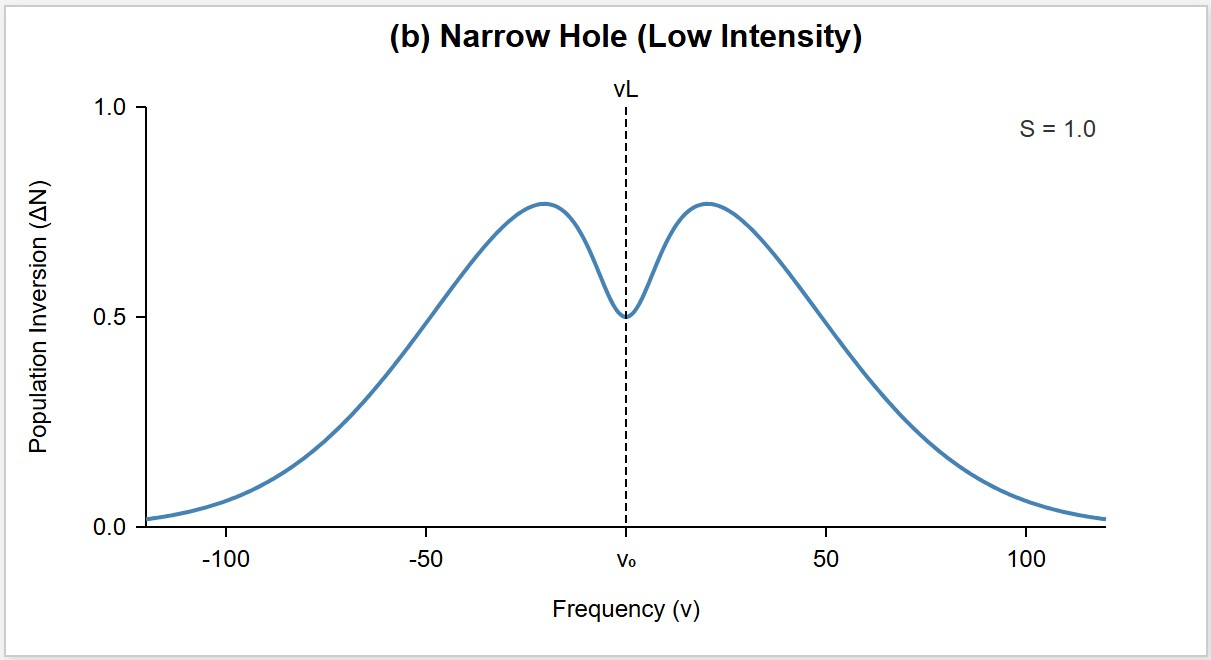 (b) Narrow Hole (Low Intensity)
vL
S = 1.0
1.0
0.5
0.0
Population Inversion (ΔN)
-100
-50
v₀
50
100
Frequency (v)